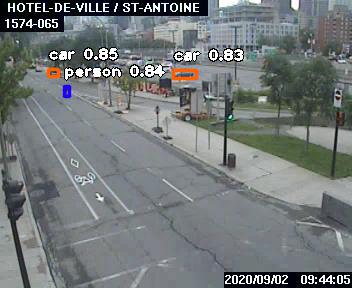 HOTEL-DE-VILLE / ST-ANTOINE
1574-065
car 0.85
car 0.83
person 0.84
2020/09/02 09:44:05